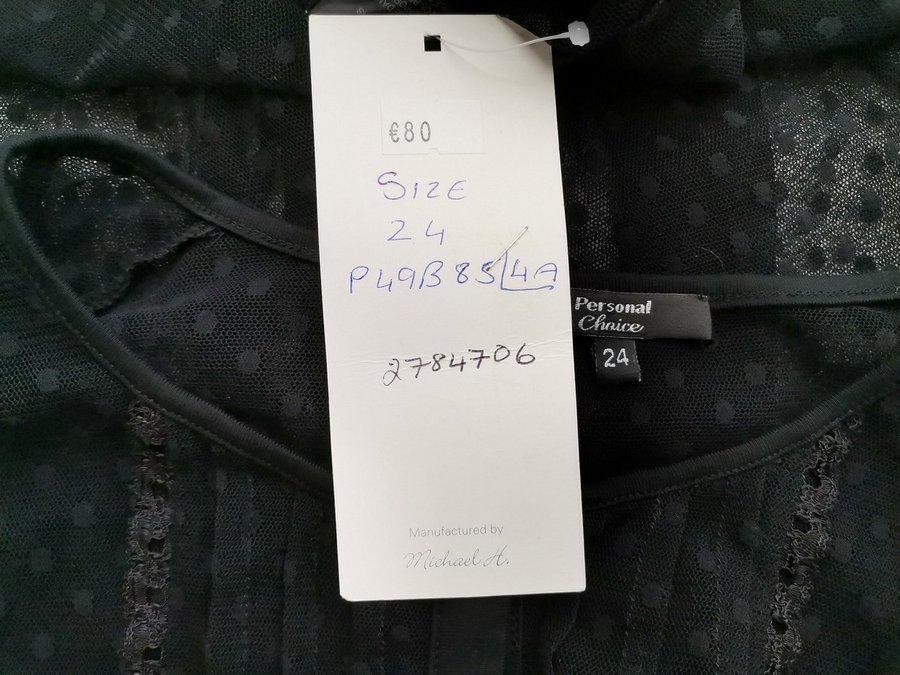 €80
SIZE
24
P49B85/4A
2784706
Manufactured by
Michael H.
Personal
Choice
24